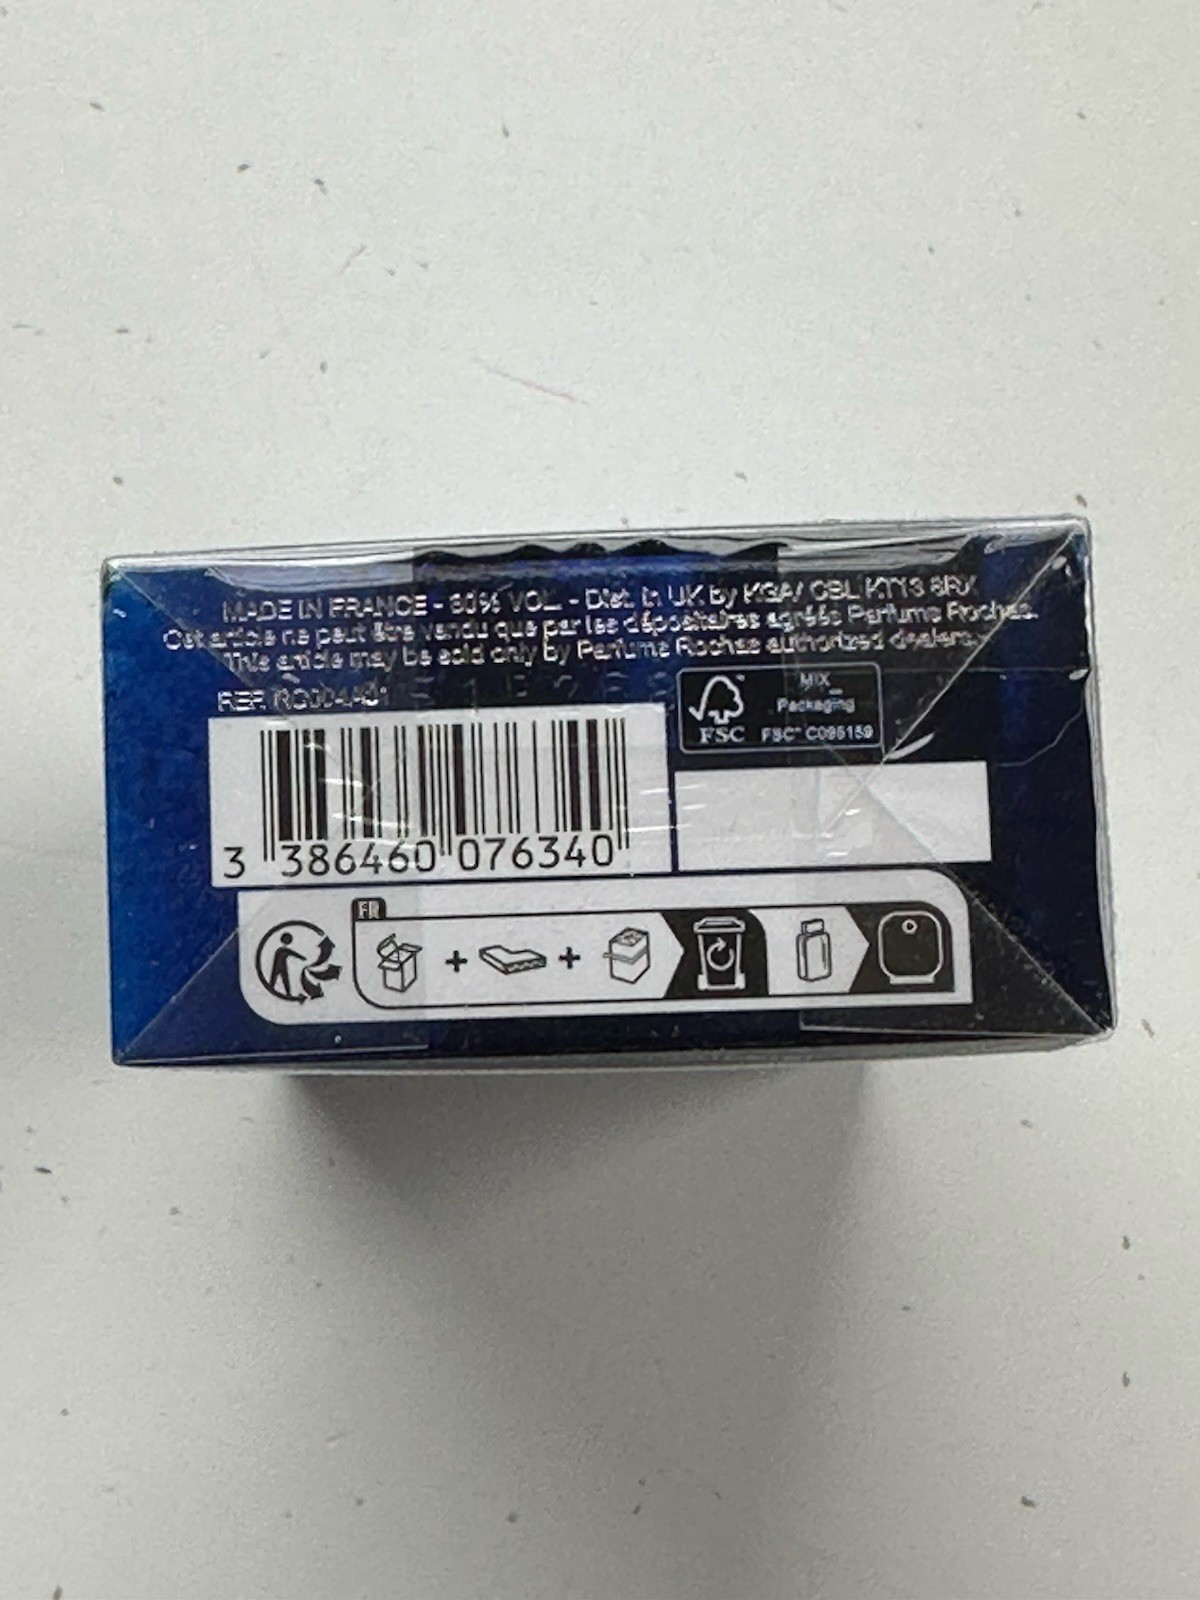 MADE IN FRANCE - 80% VOL. - Dist. in UK by KGA/ CBL KT13
Cet article ne peut être vendu que par les dépositaires agréés Parfums Rochas.
This article may be sold only by Parfums Rochas authorized dealers.
REF.
MIX
Packaging
FSC FSC® C095159
3 386460 076340
FR